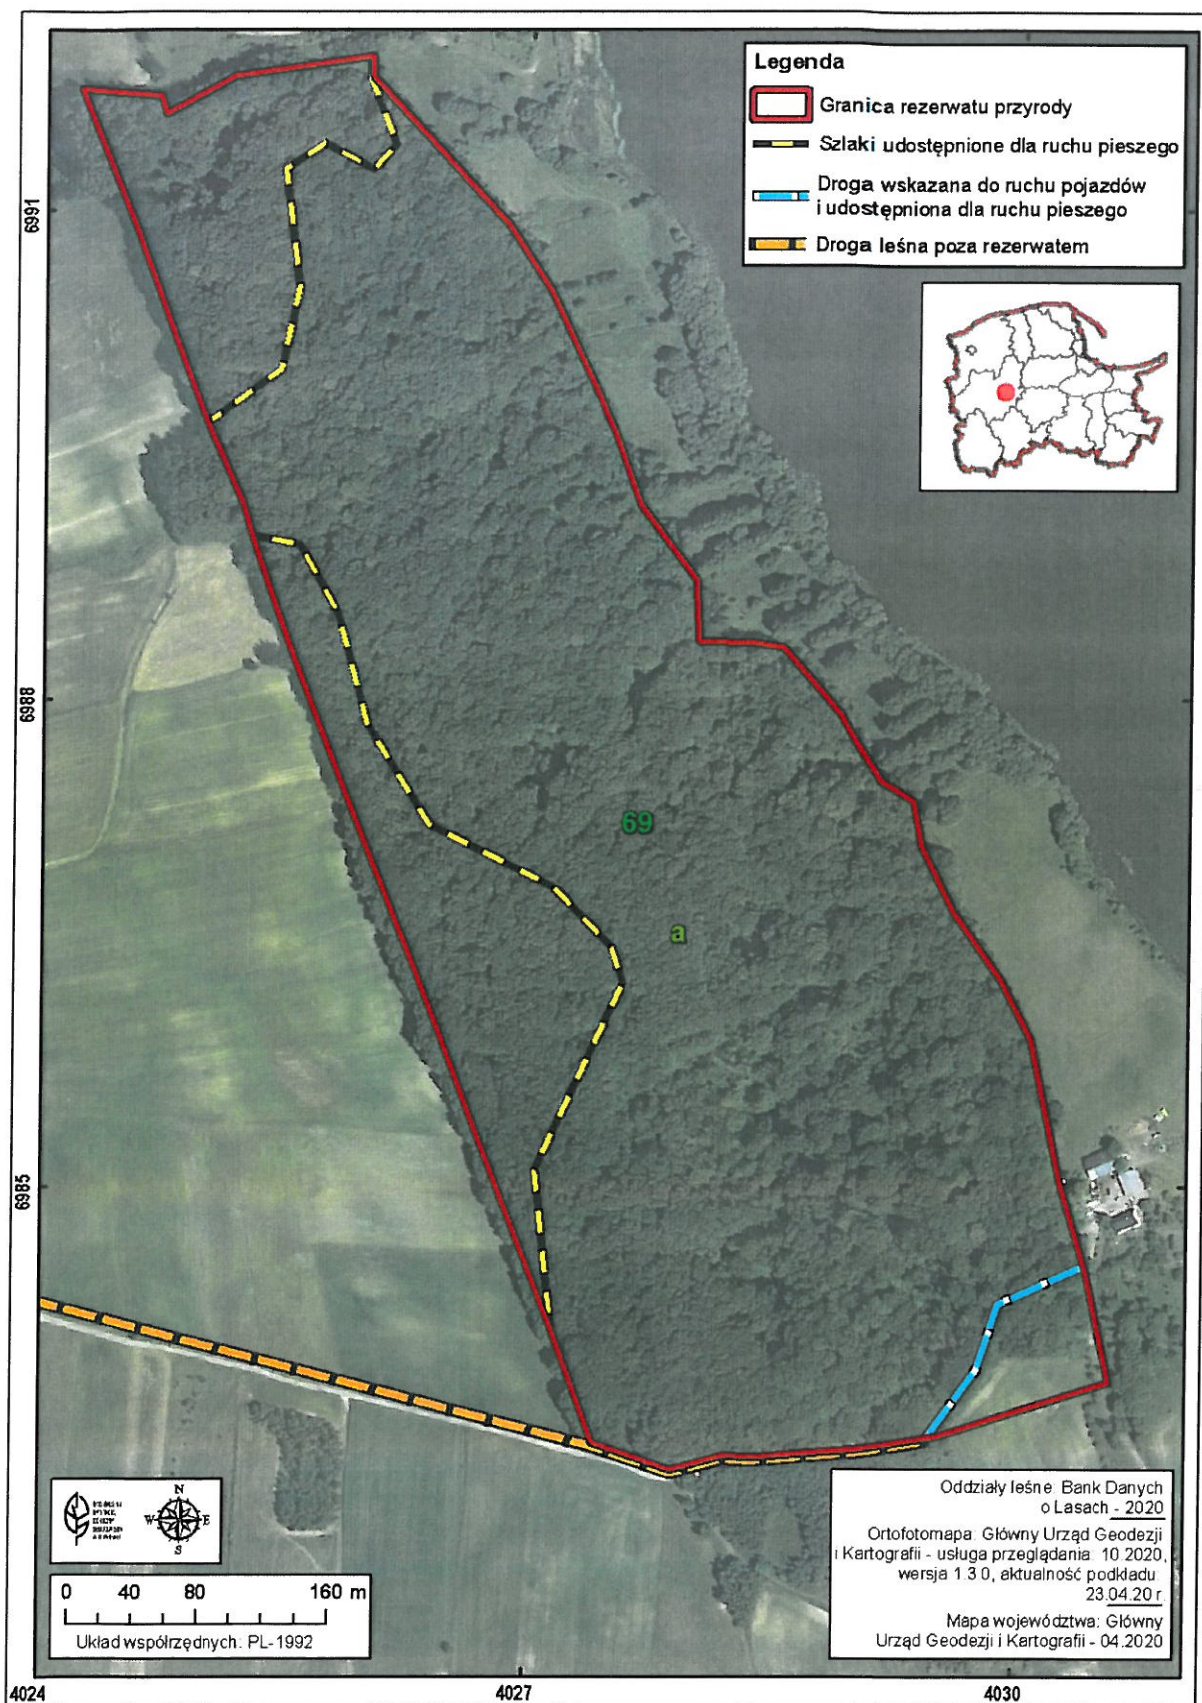 Legenda
Granica rezerwatu przyrody
Szlaki udostępnione dla ruchu pieszego
Droga wskazana do ruchu pojazdów
i udostępniona dla ruchu pieszego
Droga leśna poza rezerwatem
6991
6988
69
a
6985
N
W E
S
0 40 80 160 m
Układ współrzędnych: PL-1992
Oddziały leśne: Bank Danych
o Lasach - 2020
Ortofotomapa: Główny Urząd Geodezji
i Kartografii - usługa przeglądania: 10.2020,
wersja 1.3.0, aktualność podkładu:
23.04.20 r.
Mapa województwa: Główny
Urząd Geodezji i Kartografii - 04.2020
4024 4027 4030